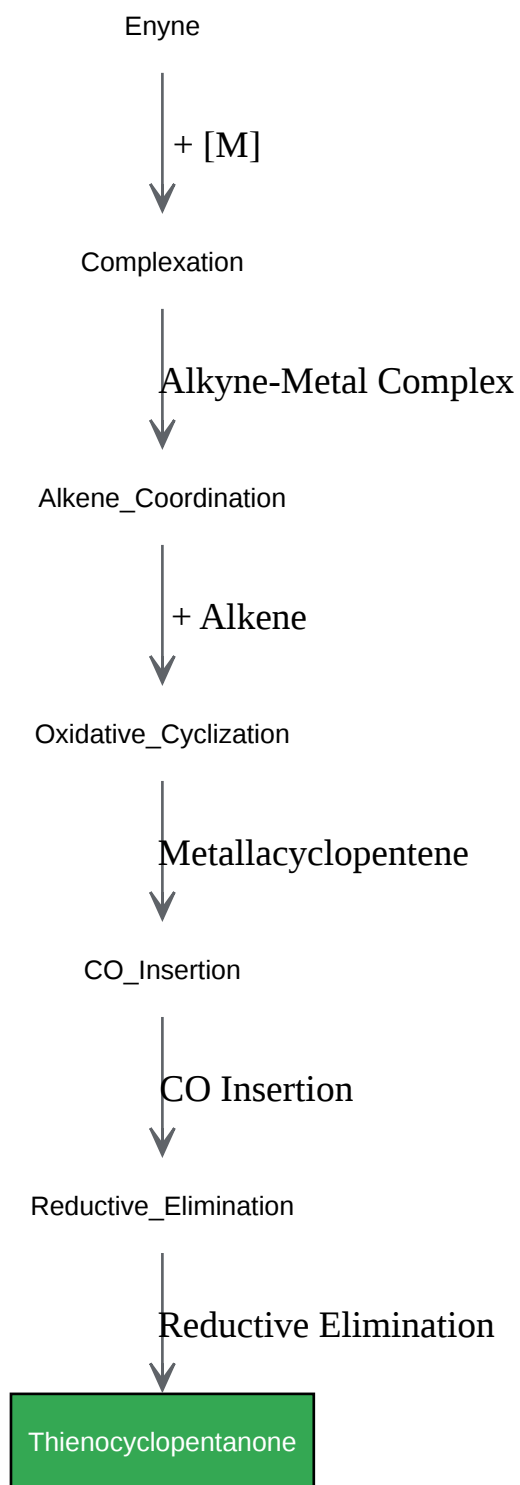 Enyne
+ [M]
Complexation
Alkyne-Metal Complex
Alkene_Coordination
+ Alkene
Oxidative_Cyclization
Metallacyclopentene
CO_Insertion
CO Insertion
Reductive_Elimination
Reductive Elimination
Thienocyclopentanone